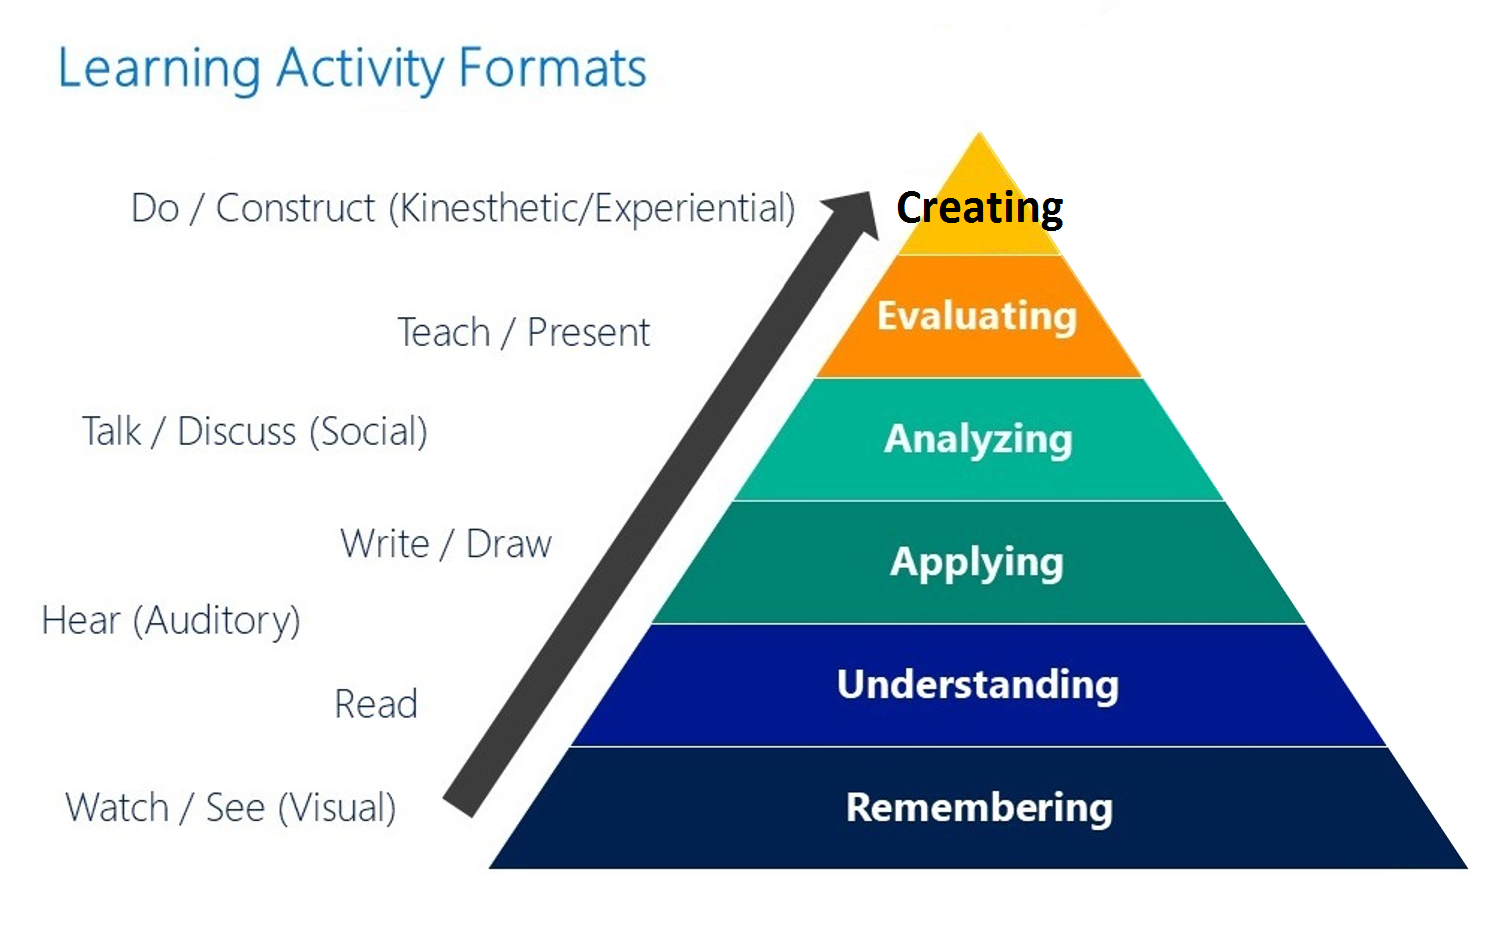 Learning Activity Formats
Do / Construct (Kinesthetic/Experiential)
Creating
Teach / Present
Evaluating
Talk / Discuss (Social)
Analyzing
Write / Draw
Applying
Hear (Auditory)
Read
Understanding
Watch / See (Visual)
Remembering